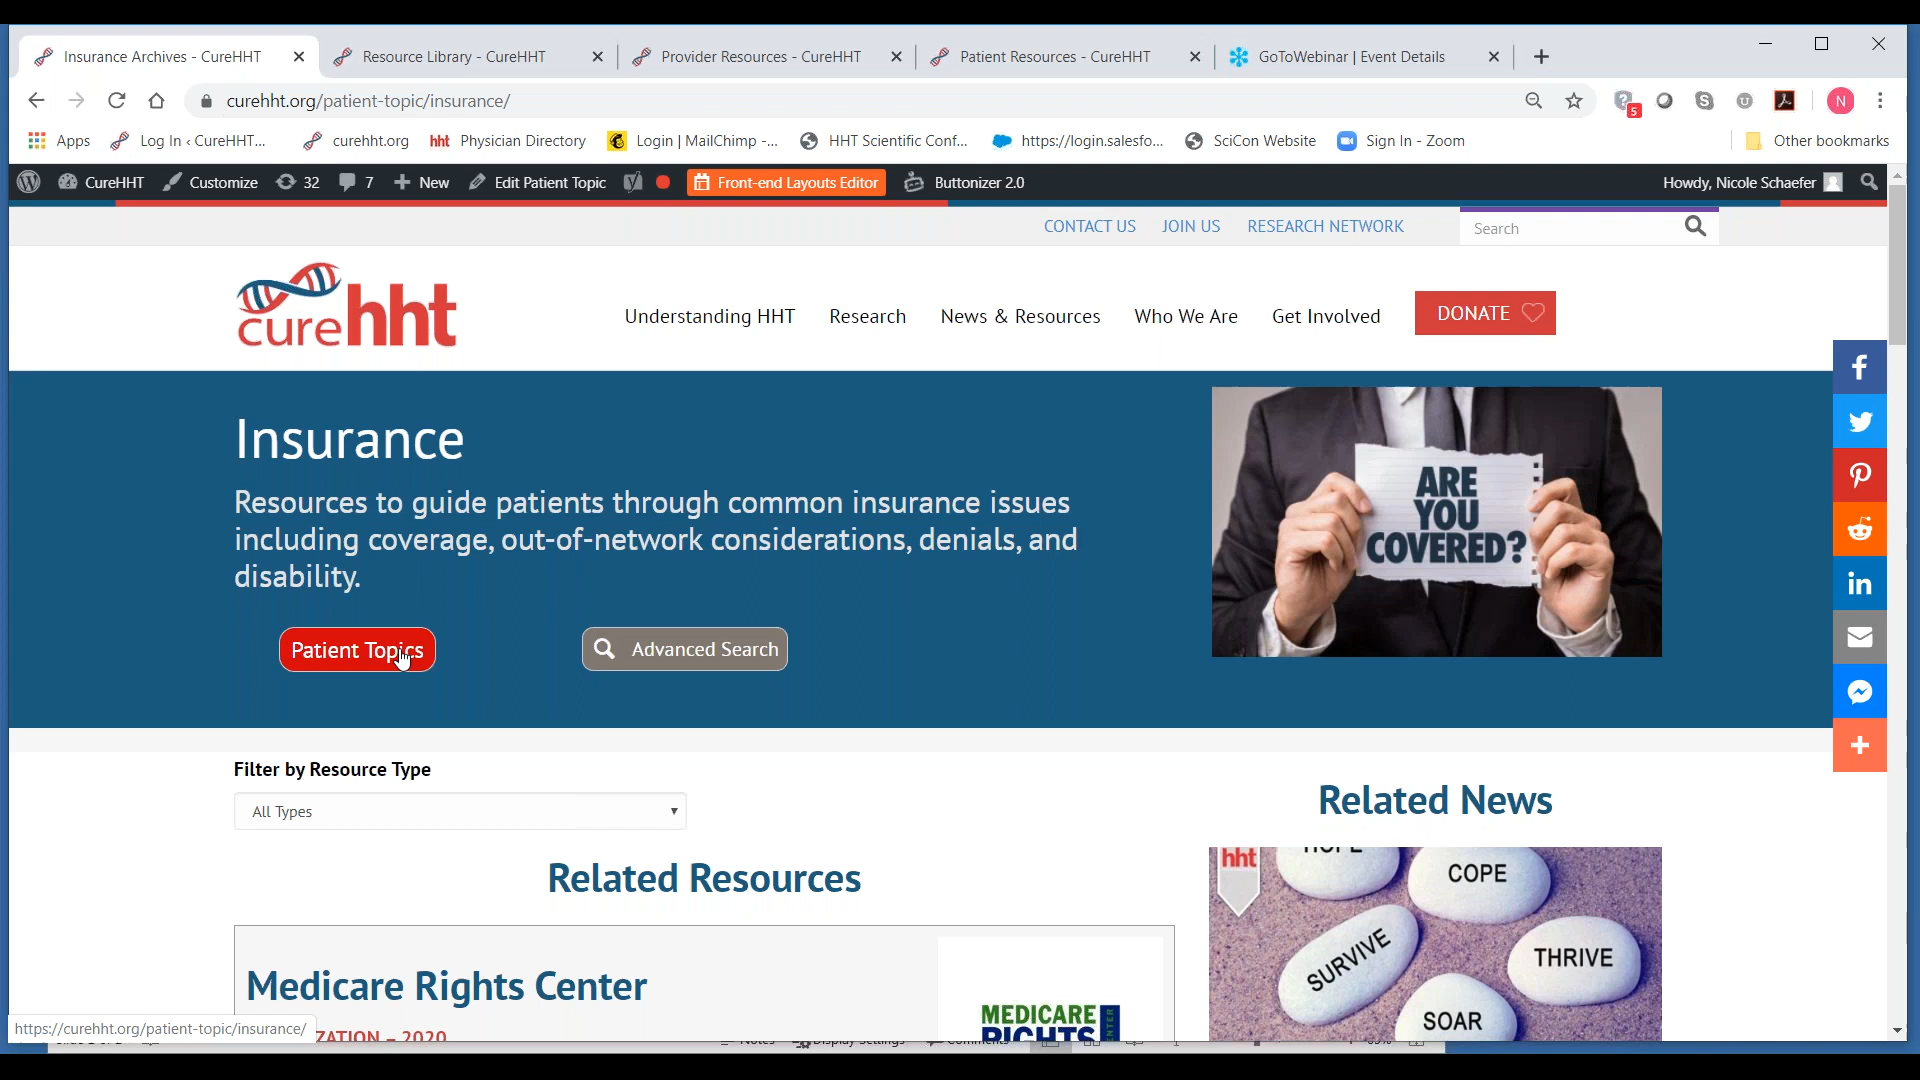 Insurance Archives - CureHHT
Resource Library - CureHHT
Provider Resources - CureHHT
Patient Resources - CureHHT
GoToWebinar | Event Details
curehht.org/patient-topic/insurance/
5
N
Apps
Log In ‹ CureHHT...
curehht.org
hht Physician Directory
Login | MailChimp -...
HHT Scientific Conf...
https://login.salesfo...
SciCon Website
Sign In - Zoom
Other bookmarks
CureHHT
Customize
32
7
New
Edit Patient Topic
Front-end Layouts Editor
Buttonizer 2.0
Howdy, Nicole Schaefer
CONTACT US
JOIN US
RESEARCH NETWORK
Search
curehht
Understanding HHT
Research
News & Resources
Who We Are
Get Involved
DONATE
Insurance
Resources to guide patients through common insurance issues
including coverage, out-of-network considerations, denials, and
disability.
Patient Topics
Advanced Search
ARE
YOU
COVERED?
Filter by Resource Type
All Types
Related Resources
Related News
Medicare Rights Center
ZATION – 2020
MEDICARE
RIGHTS
hht
HOPE
COPE
SURVIVE
THRIVE
SOAR
https://curehht.org/patient-topic/insurance/